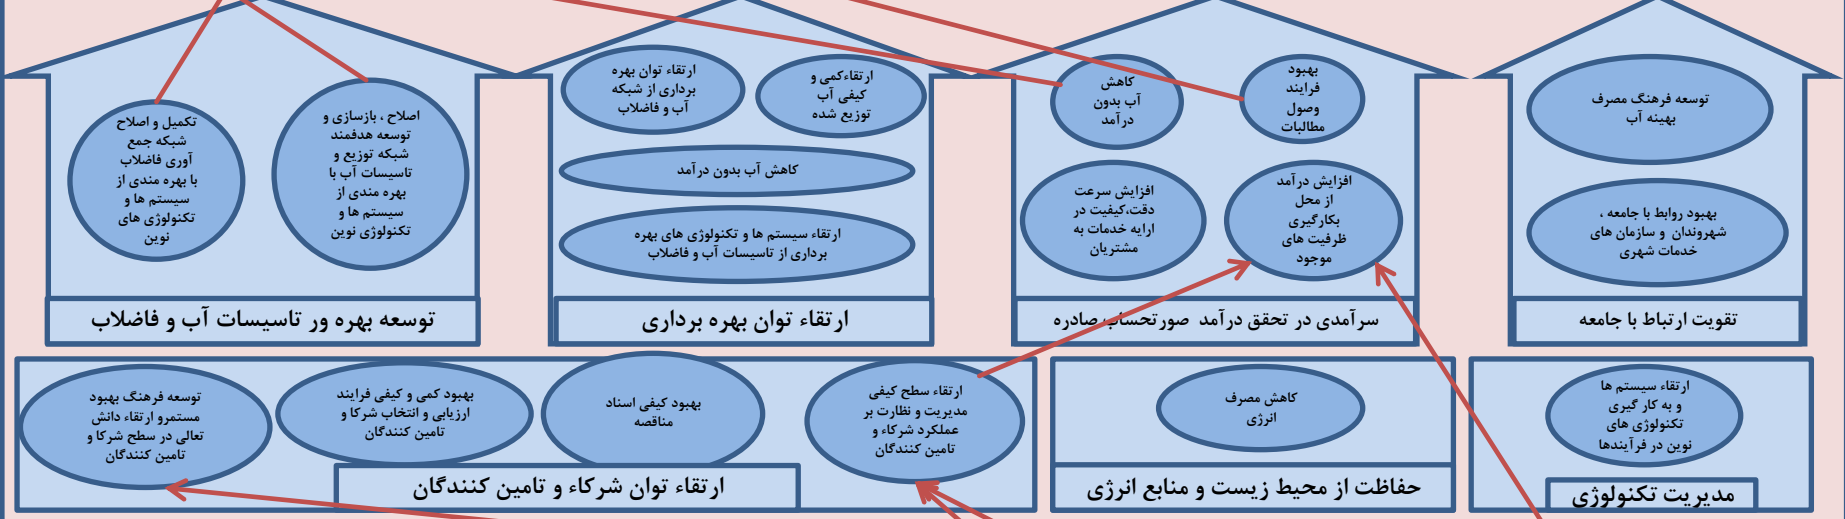 توسعه فرهنگ مصرف
بهینه آب
بهبود روابط با جامعه ،
شهروندان و سازمان های
خدمات شهری
تقویت ارتباط با جامعه
بهبود
فرایند
وصول
مطالبات
کاهش
آب بدون
درآمد
افزایش درآمد
از محل
بکارگیری
ظرفیت های
موجود
افزایش سرعت
دقت،کیفیت در
ارایه خدمات به
مشتریان
سرآمدی در تحقق درآمد صورتحساب صادره
ارتقاءکمی و
کیفی آب
توزیع شده
ارتقاء توان بهره
برداری از شبکه
آب و فاضلاب
کاهش آب بدون درآمد
ارتقاء سیستم ها و تکنولوژی های بهره
برداری از تاسیسات آب و فاضلاب
ارتقاء توان بهره برداری
اصلاح ، بازسازی و
توسعه هدفمند
شبکه توزیع و
تاسیسات آب با
بهره مندی از
سیستم ها و
تکنولوژی نوین
تکمیل و اصلاح
شبکه جمع
آوری فاضلاب
با بهره مندی از
سیستم ها و
تکنولوژی های
نوین
توسعه بهره ور تاسیسات آب و فاضلاب
ارتقاء سیستم ها
و به کار گیری
تکنولوژی های
نوین در فرآیندها
مدیریت تکنولوژی
کاهش مصرف
انرژی
حفاظت از محیط زیست و منابع انرژی
ارتقاء سطح کیفی
مدیریت و نظارت بر
عملکرد شرکاء و
تامین کنندگان
بهبود کیفی اسناد
مناقصه
بهبود کمی و کیفی فرایند
ارزیابی و انتخاب شرکا و
تامین کنندگان
توسعه فرهنگ بهبود
مستمرو ارتقاء دانش
تعالی در سطح شرکا و
تامین کنندگان
ارتقاء توان شرکاء و تامین کنندگان